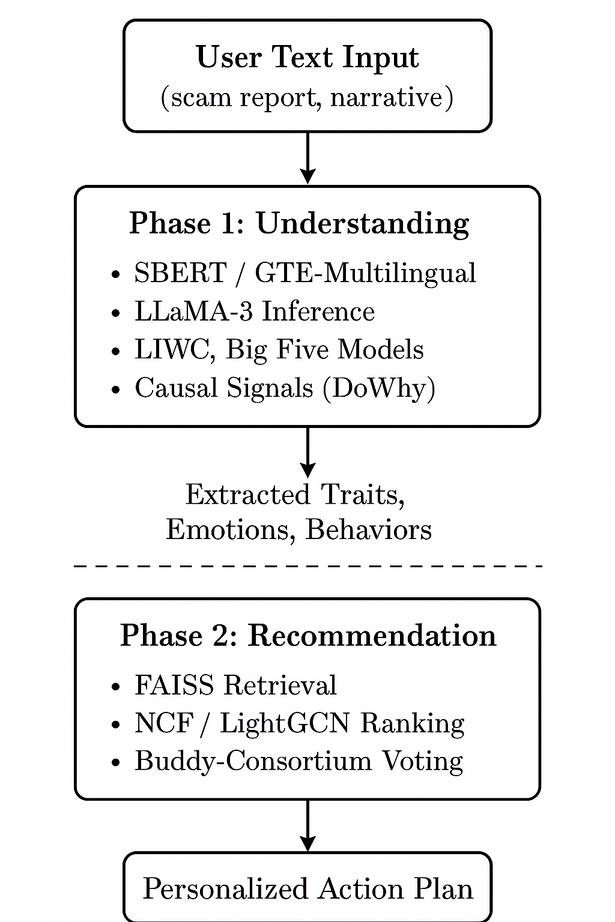 User Text Input
(scam report, narrative)
Phase 1: Understanding
• SBERT / GTE-Multilingual
• LLaMA-3 Inference
• LIWC, Big Five Models
• Causal Signals (DoWhy)
Extracted Traits,
Emotions, Behaviors
Phase 2: Recommendation
• FAISS Retrieval
• NCF / LightGCN Ranking
• Buddy-Consortium Voting
Personalized Action Plan